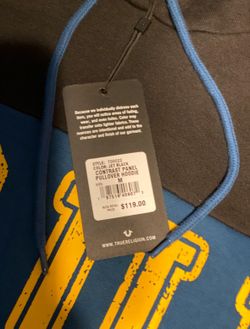 Because we individually distress each
item, you will notice areas of fading,
wear, and even holes. Color may
transfer onto lighter fabrics. These
nuances are intentional and add to the
character and finish of our garment.
STYLE:
COLOR: JET BLACK
CONTRAST PANEL
PULLOVER HOODIE
M
$119.00
WWW.TRUERELIGION.COM